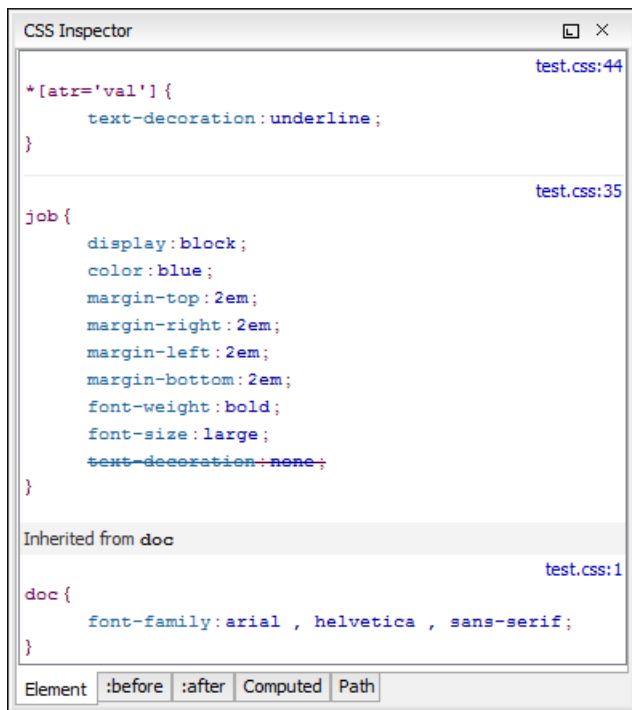 CSS Inspector
test.css:44
*[atr='val'] {
text-decoration:underline;
}
test.css:35
job{
display:block;
color:blue;
margin-top:2em;
margin-right:2em;
margin-left:2em;
margin-bottom:2em;
font-weight:bold;
font-size:large;
text-decoration:none;
}
Inherited from doc
test.css:1
doc{
font-family:arial , helvetica , sans-serif;
}
Element :before :after Computed Path